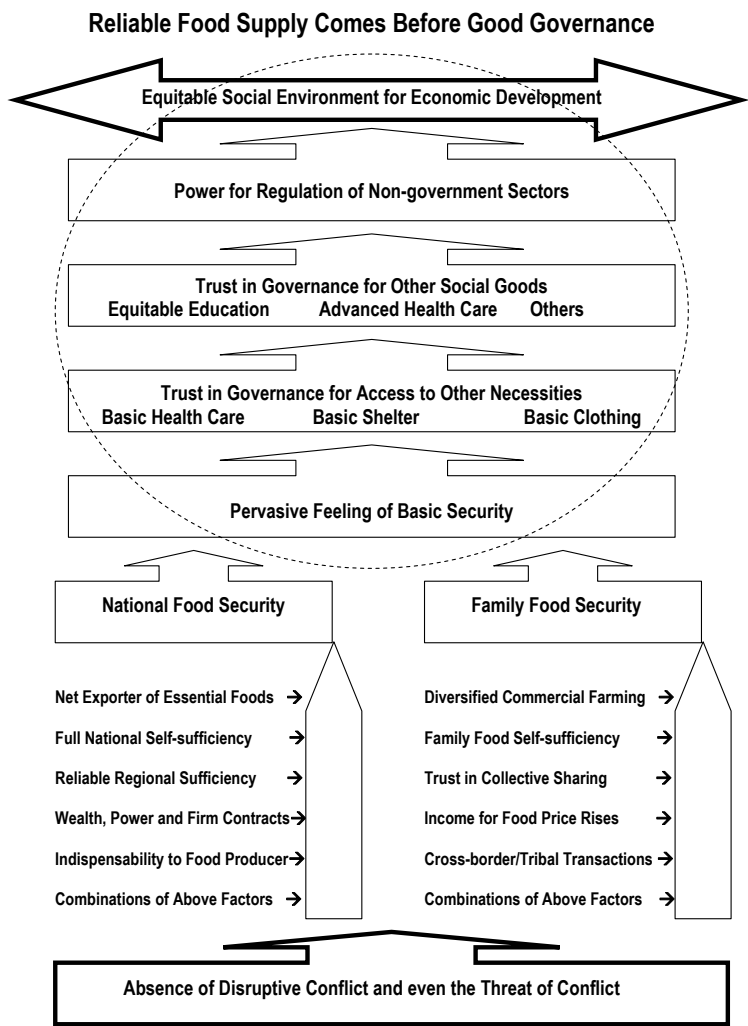 Reliable Food Supply Comes Before Good Governance
Equitable Social Environment for Economic Development
Power for Regulation of Non-government Sectors
Trust in Governance for Other Social Goods
Equitable Education Advanced Health Care Others
Trust in Governance for Access to Other Necessities
Basic Health Care Basic Shelter Basic Clothing
Pervasive Feeling of Basic Security
National Food Security
Net Exporter of Essential Foods
Full National Self-sufficiency
Reliable Regional Sufficiency
Wealth, Power and Firm Contracts
Indispensability to Food Producer
Combinations of Above Factors
Family Food Security
Diversified Commercial Farming
Family Food Self-sufficiency
Trust in Collective Sharing
Income for Food Price Rises
Cross-border/Tribal Transactions
Combinations of Above Factors
Absence of Disruptive Conflict and even the Threat of Conflict